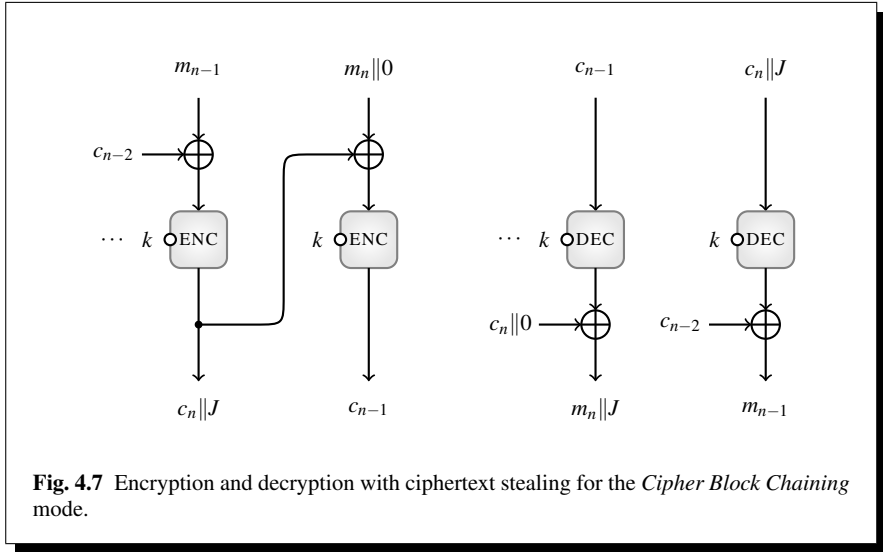 m_{n−1} m_n∥0 c_{n−1} c_n∥J
c_{n−2}
··· k ENC k ENC ··· k DEC k DEC
c_n∥0 c_{n−2}
c_n∥J c_{n−1} m_n∥J m_{n−1}
Fig. 4.7 Encryption and decryption with ciphertext stealing for the Cipher Block Chaining
mode.